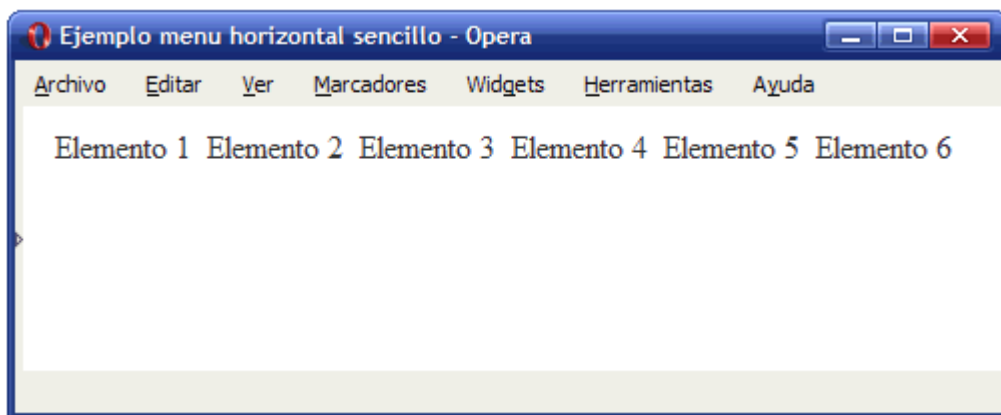 Ejemplo menu horizontal sencillo - Opera
Archivo Editar Ver Marcadores Widgets Herramientas Ayuda
Elemento 1 Elemento 2 Elemento 3 Elemento 4 Elemento 5 Elemento 6